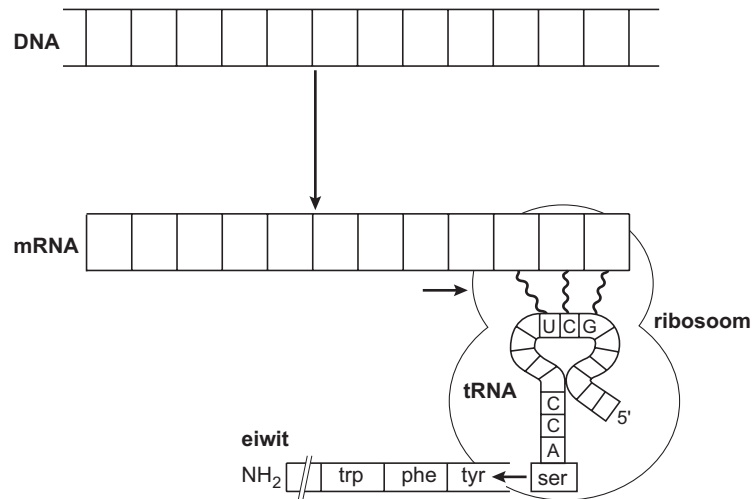 DNA
mRNA
ribosoom
U C G
tRNA
5'
C
C
A
eiwit
NH2 trp phe tyr ser